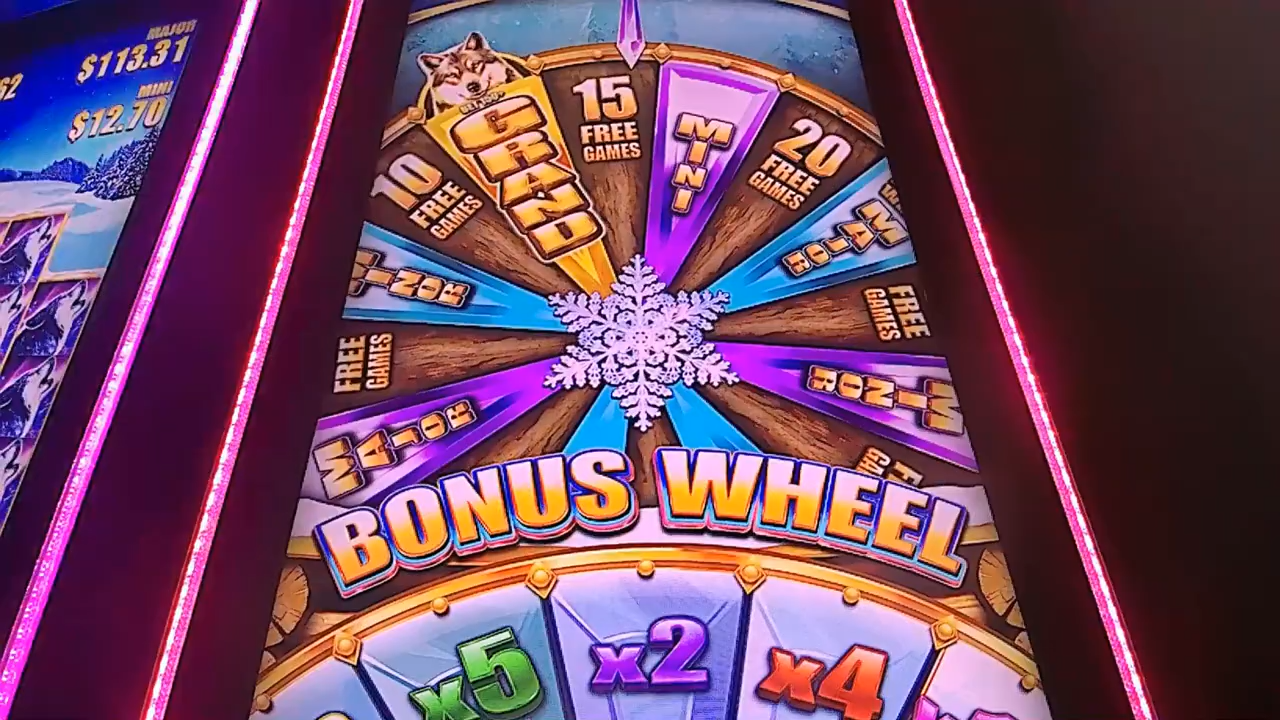 MAJOR
$113.31
62
MINI
$12.70
GRAND
15
FREE
GAMES
MINI
20
FREE
GAMES
MAJOR
10
FREE
GAMES
MINOR
FREE
GAMES
FREE
GAMES
MINOR
MAJOR
BONUS WHEEL
x5
x2
x4